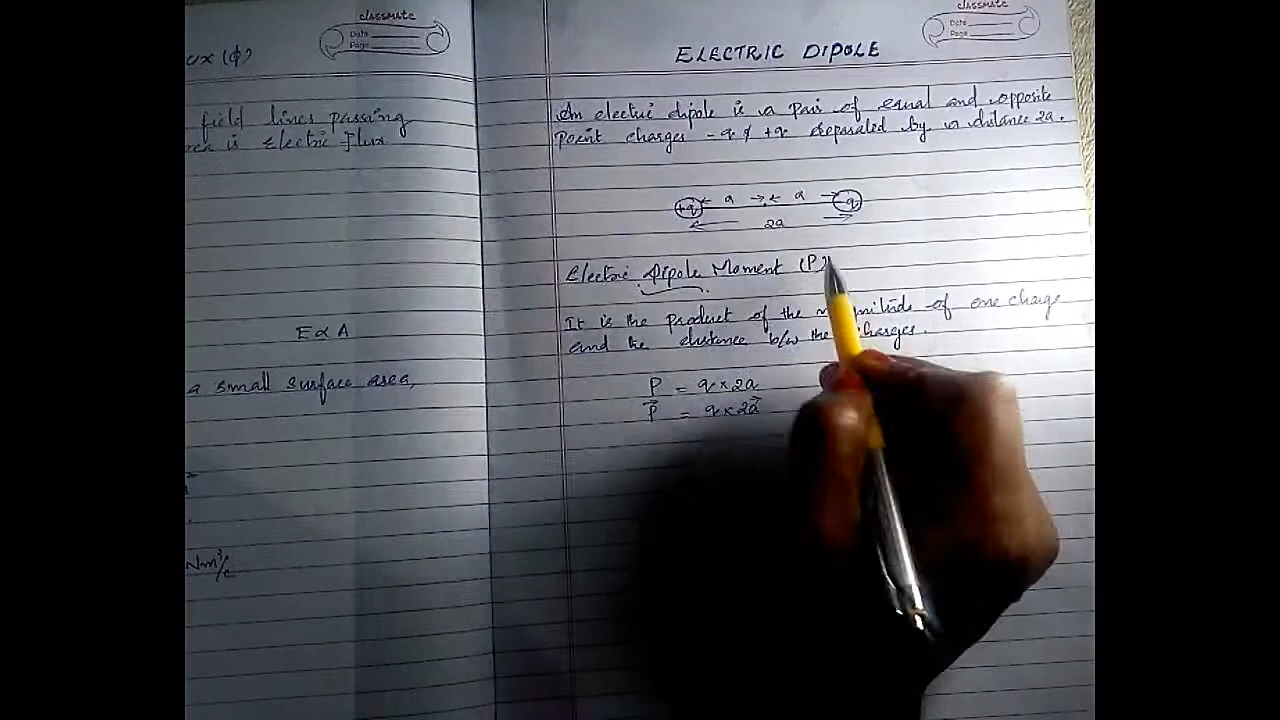 classmate
Date
Page
ux (ϕ)
field lines passing
is electric flux
E ∝ A
a small surface area,
Nm²/c
classmate
Date
Page
ELECTRIC DIPOLE
An electric dipole is a pair of equal and opposite
point charges -q & +q separated by a distance 2a.
+q a a -q
2a
Electric Dipole Moment (P)
It is the product of the magnitude of one charge
and the distance b/w the charges.
P = q × 2a
P⃗ = q × 2a⃗